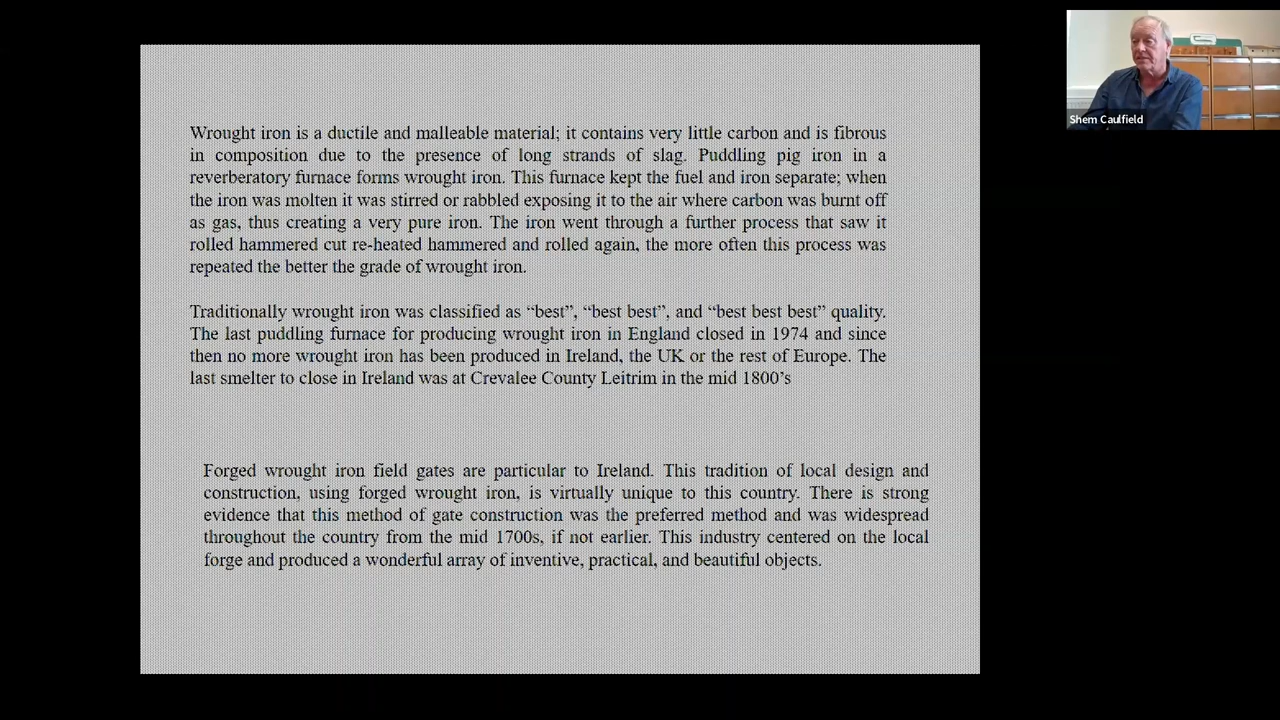 Wrought iron is a ductile and malleable material; it contains very little carbon and is fibrous
in composition due to the presence of long strands of slag. Puddling pig iron in a
reverberatory furnace forms wrought iron. This furnace kept the fuel and iron separate; when
the iron was molten it was stirred or rabbled exposing it to the air where carbon was burnt off
as gas, thus creating a very pure iron. The iron went through a further process that saw it
rolled hammered cut re-heated hammered and rolled again, the more often this process was
repeated the better the grade of wrought iron.
Traditionally wrought iron was classified as “best”, “best best”, and “best best best” quality.
The last puddling furnace for producing wrought iron in England closed in 1974 and since
then no more wrought iron has been produced in Ireland, the UK or the rest of Europe. The
last smelter to close in Ireland was at Crevalee County Leitrim in the mid 1800’s
Forged wrought iron field gates are particular to Ireland. This tradition of local design and
construction, using forged wrought iron, is virtually unique to this country. There is strong
evidence that this method of gate construction was the preferred method and was widespread
throughout the country from the mid 1700s, if not earlier. This industry centered on the local
forge and produced a wonderful array of inventive, practical, and beautiful objects.
Shem Caulfield